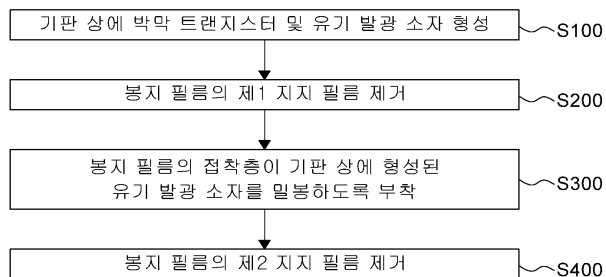 기판 상에 박막 트랜지스터 및 유기 발광 소자 형성
S100
봉지 필름의 제1 지지 필름 제거
S200
봉지 필름의 접착층이 기판 상에 형성된
유기 발광 소자를 밀봉하도록 부착
S300
봉지 필름의 제2 지지 필름 제거
S400